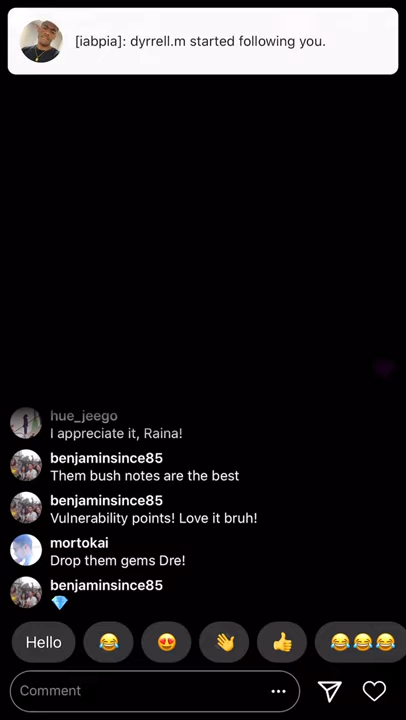 [iabpia]: dyrrell.m started following you.
hue_jeego
I appreciate it, Raina!
benjaminsince85
Them bush notes are the best
benjaminsince85
Vulnerability points! Love it bruh!
mortokai
Drop them gems Dre!
benjaminsince85
💎
Hello 😂 😍 👋 👍 😂😂😂
Comment